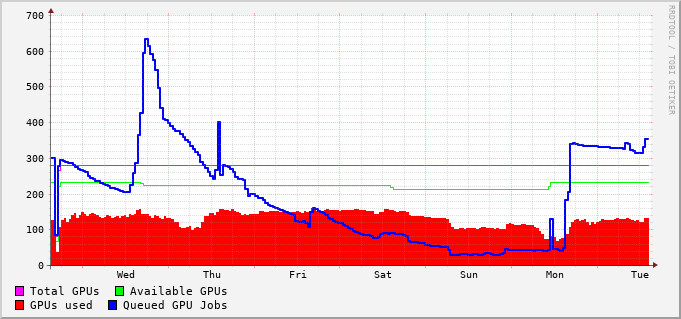 700
600
500
400
300
200
100
0
Wed Thu Fri Sat Sun Mon Tue
Total GPUs Available GPUs
GPUs used Queued GPU Jobs
RRDTOOL / TOBI OETIKER